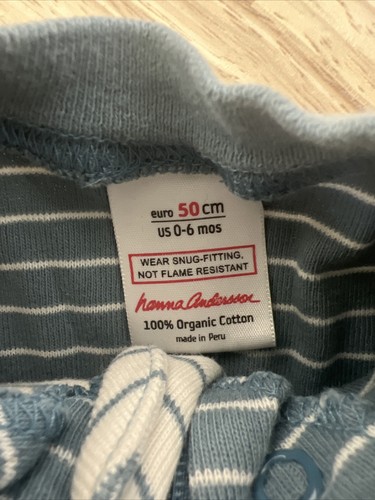 euro 50 cm
US 0-6 mos
WEAR SNUG-FITTING,
NOT FLAME RESISTANT
hanna Andersson
100% Organic Cotton
made in Peru